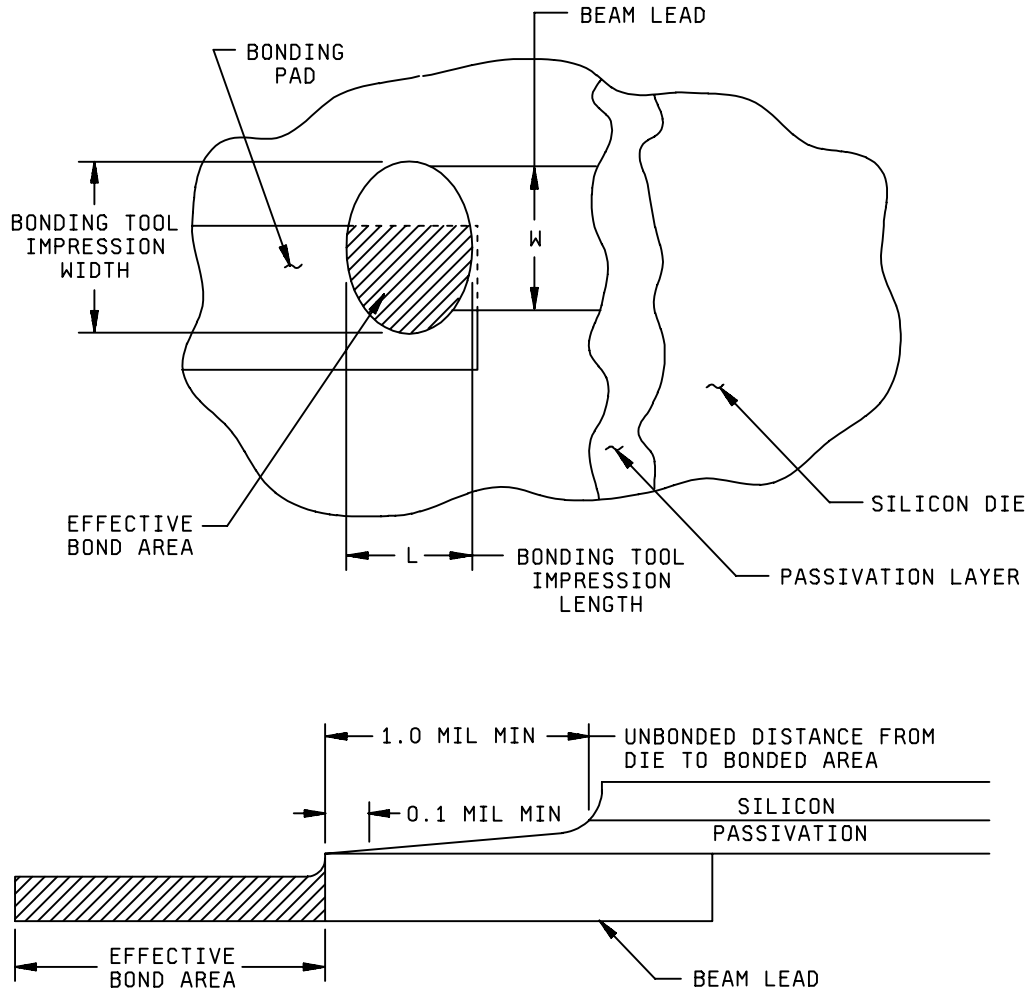 BEAM LEAD
BONDING
PAD
BONDING TOOL
IMPRESSION
WIDTH
W
EFFECTIVE
BOND AREA
L
BONDING TOOL
IMPRESSION
LENGTH
SILICON DIE
PASSIVATION LAYER
1.0 MIL MIN
UNBONDED DISTANCE FROM
DIE TO BONDED AREA
0.1 MIL MIN
SILICON
PASSIVATION
EFFECTIVE
BOND AREA
BEAM LEAD